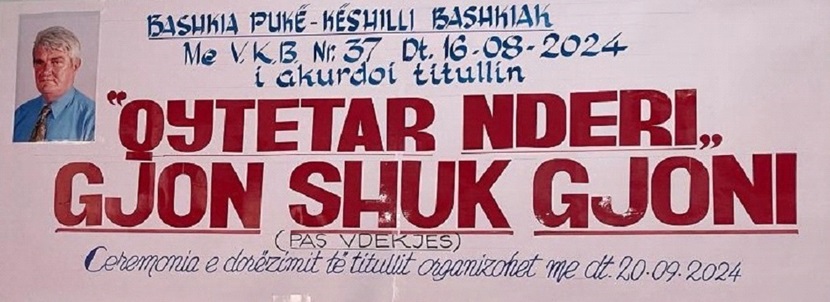 BASHKIA PUKË-KËSHILLI BASHKIAK
Me V.K.B. Nr. 37 Dt. 16-08-2024
i akurdoi titullin
"QYTETAR NDERI„
GJON SHUK GJONI
(PAS VDEKJES)
Ceremonia e dorëzimit të titullit organizohet me dt. 20.09.2024